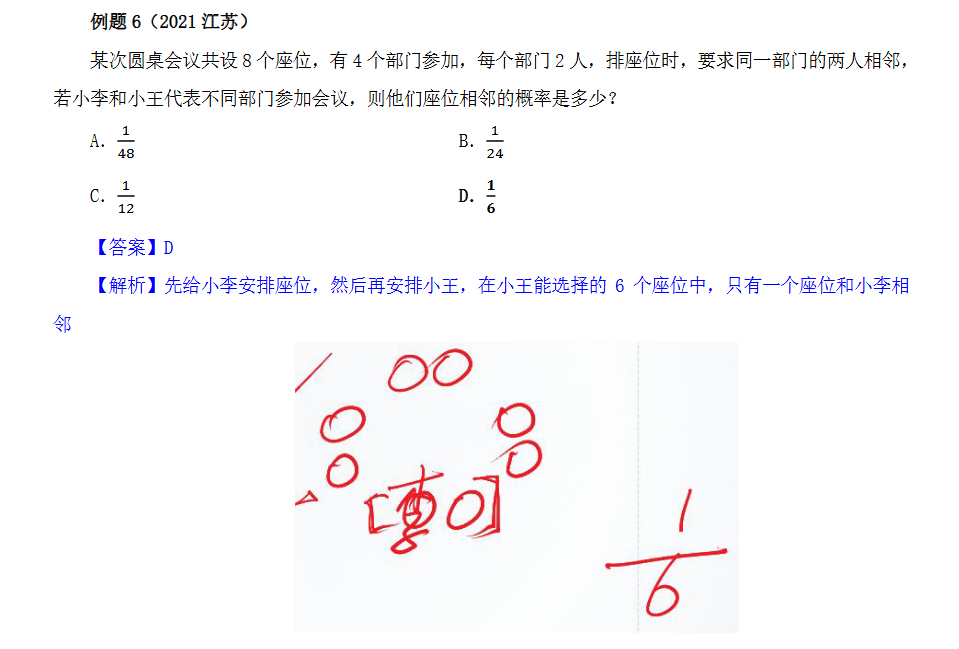 例题6（2021江苏）
某次圆桌会议共设8个座位，有4个部门参加，每个部门2人，排座位时，要求同一部门的两人相邻，
若小李和小王代表不同部门参加会议，则他们座位相邻的概率是多少？
A. 1/48 B. 1/24
C. 1/12 D. 1/6
【答案】D
【解析】先给小李安排座位，然后再安排小王，在小王能选择的 6 个座位中，只有一个座位和小李相
邻
1/6